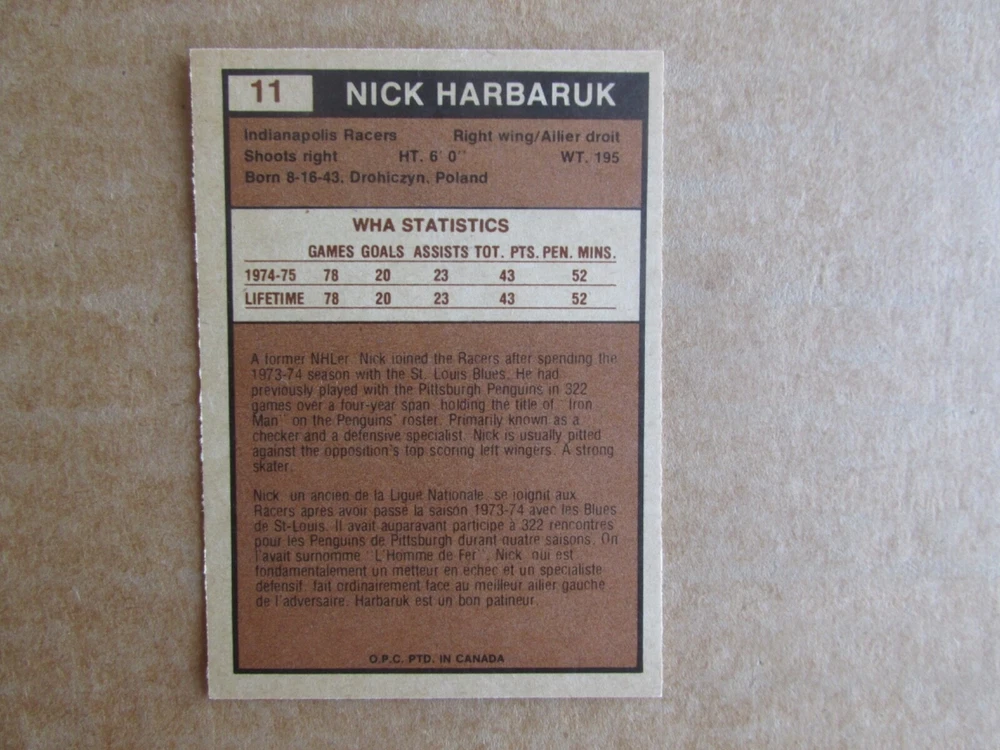 11 NICK HARBARUK
Indianapolis Racers Right wing/Ailier droit
Shoots right HT. 6' 0'' WT. 195
Born 8-16-43, Drohiczyn, Poland
WHA STATISTICS
GAMES GOALS ASSISTS TOT. PTS. PEN. MINS.
1974-75 78 20 23 43 52
LIFETIME 78 20 23 43 52
A former NHLer, Nick joined the Racers after spending the
1973-74 season with the St. Louis Blues. He had
previously played with the Pittsburgh Penguins in 322
games over a four-year span, holding the title of "Iron
Man" on the Penguins' roster. Primarily known as a
checker and a defensive specialist, Nick is usually pitted
against the opposition's top scoring left wingers. A strong
skater.
Nick, un ancien de la Ligue Nationale, se joignit aux
Racers après avoir passé la saison 1973-74 avec les Blues
de St-Louis. Il avait auparavant participé à 322 rencontres
pour les Penguins de Pittsburgh durant quatre saisons. On
l'avait surnommé "L'Homme de Fer". Nick, qui est
fondamentalement un metteur en échec et un spécialiste
défensif, fait ordinairement face au meilleur ailier gauche
de l'adversaire. Harbaruk est un bon patineur.
O.P.C. PTD. IN CANADA